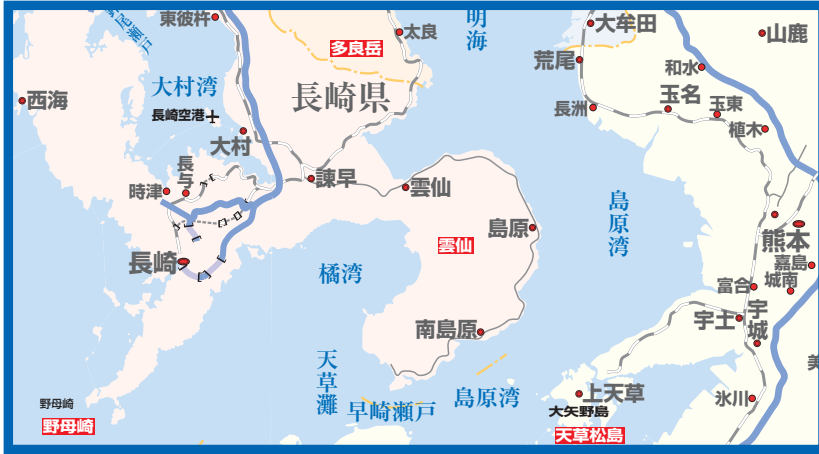 尾瀬戸
東彼杵
太良
明海
大牟田
山鹿
多良岳
荒尾
和水
大村湾
西海
長崎県
玉名
長崎空港
長洲
玉東
植木
大村
長与
時津
諫早
雲仙
島原湾
島原
熊本
雲仙
長崎
橘湾
嘉島
城南
富合
宇土
宇城
南島原
天草灘
上天草
島原湾
氷川
野母崎
早崎瀬戸
大矢野島
野母崎
天草松島